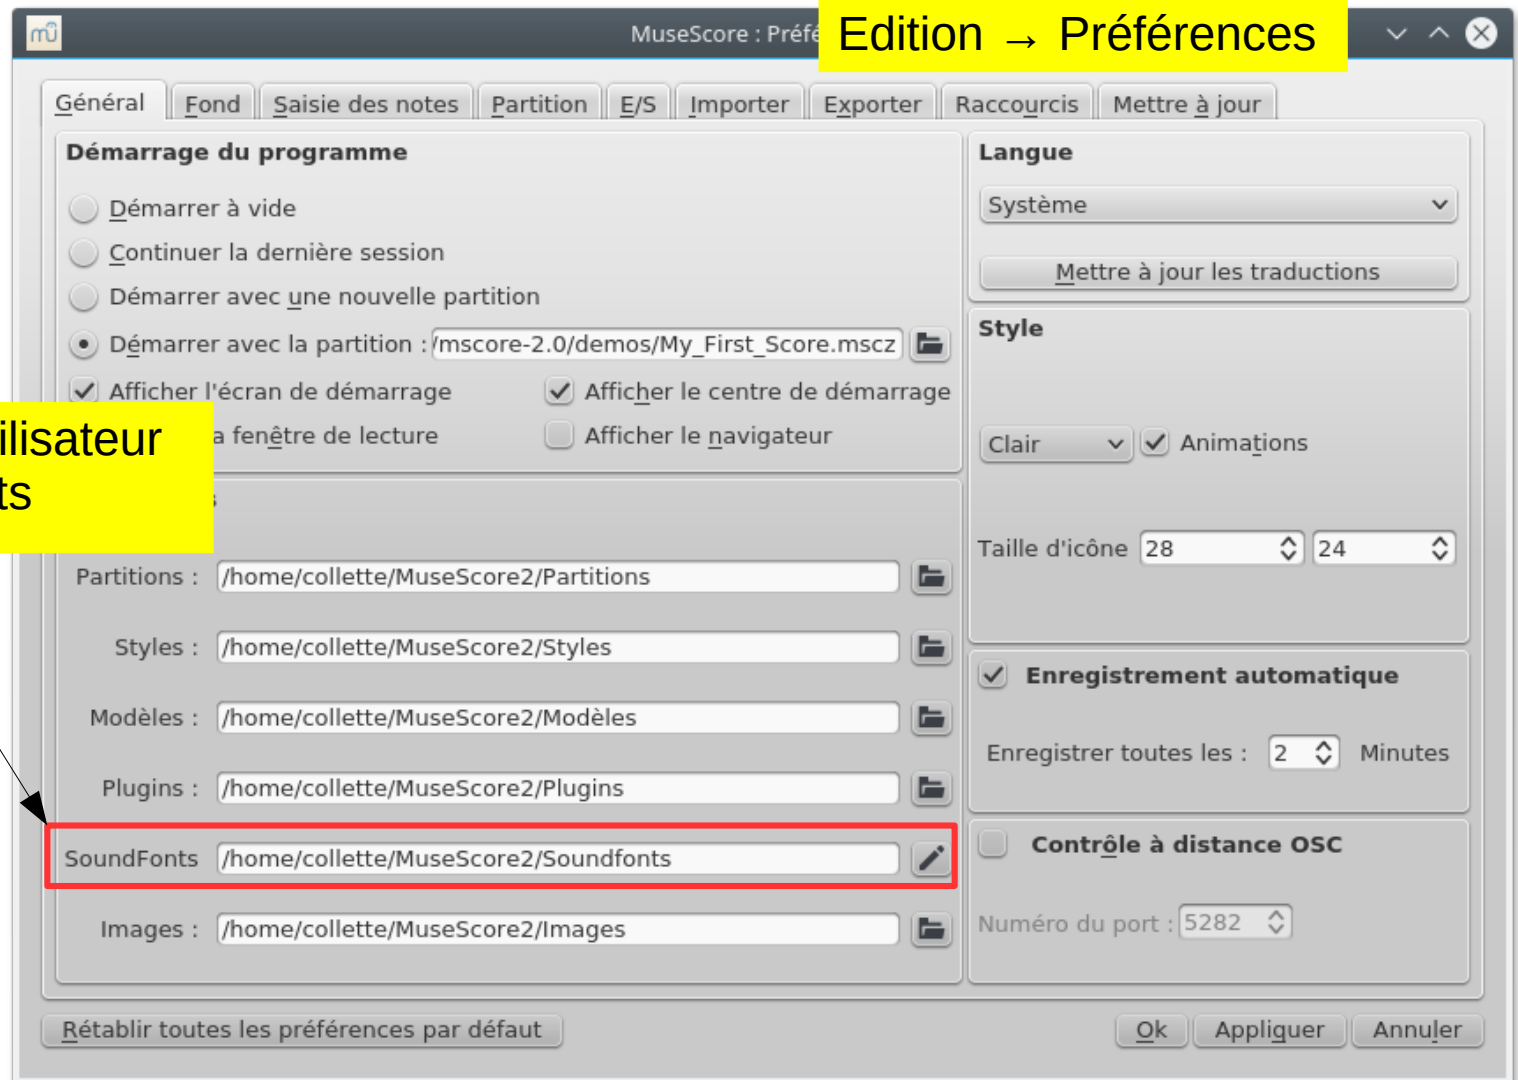 MuseScore : Préfé
Edition → Préférences
Général Fond Saisie des notes Partition E/S Importer Exporter Raccourcis Mettre à jour
Démarrage du programme
Démarrer à vide
Continuer la dernière session
Démarrer avec une nouvelle partition
Démarrer avec la partition : /mscore-2.0/demos/My_First_Score.mscz
Afficher l'écran de démarrage Afficher le centre de démarrage
ilisateur
ts
a fenêtre de lecture Afficher le navigateur
s
Partitions : /home/collette/MuseScore2/Partitions
Styles : /home/collette/MuseScore2/Styles
Modèles : /home/collette/MuseScore2/Modèles
Plugins : /home/collette/MuseScore2/Plugins
SoundFonts /home/collette/MuseScore2/Soundfonts
Images : /home/collette/MuseScore2/Images
Langue
Système
Mettre à jour les traductions
Style
Clair Animations
Taille d'icône 28 24
Enregistrement automatique
Enregistrer toutes les : 2 Minutes
Contrôle à distance OSC
Numéro du port : 5282
Rétablir toutes les préférences par défaut Ok Appliquer Annuler